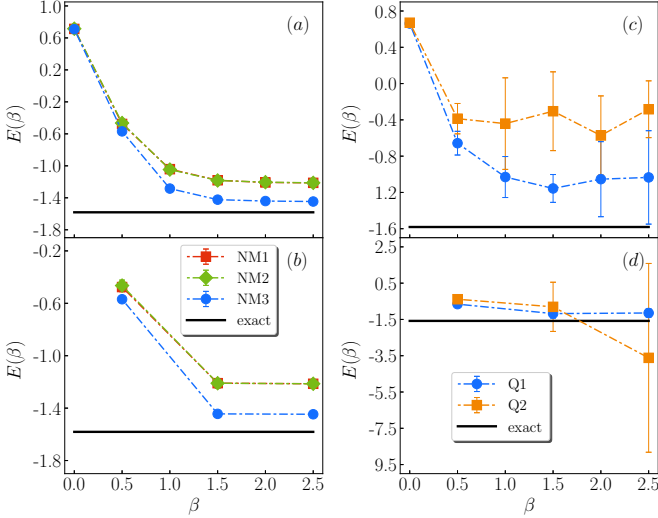 1.0
0.6
0.2
-0.2
-0.6
-1.0
-1.4
-1.8
E(β)
(a)
0.8
0.4
0.0
-0.4
-0.8
-1.2
-1.6
E(β)
(c)
-0.2
-0.6
-1.0
-1.4
-1.8
E(β)
(b)
NM1
NM2
NM3
exact
0.0 0.5 1.0 1.5 2.0 2.5
β
2.5
0.5
-1.5
-3.5
-5.5
-7.5
9.5
E(β)
(d)
Q1
Q2
exact
0.0 0.5 1.0 1.5 2.0 2.5
β